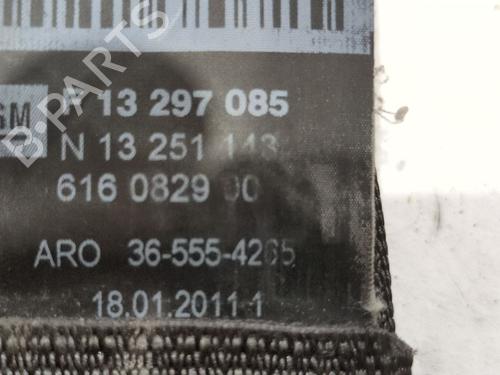 B-PARTS
GM
P 13 297 085
N 13 251 143
616 0829 00
ARO 36-555-4265
18.01.2011 1